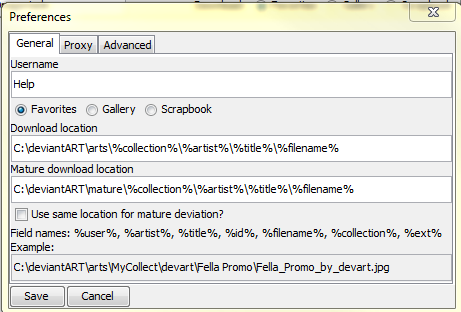 Preferences
General Proxy Advanced
Username
Help
Favorites Gallery Scrapbook
Download location
C:\deviantART\arts\%collection%\%artist%\%title%\%filename%
Mature download location
C:\deviantART\mature\%collection%\%artist%\%title%\%filename%
Use same location for mature deviation?
Field names: %user%, %artist%, %title%, %id%, %filename%, %collection%, %ext%
Example:
C:\deviantART\arts\MyCollect\devart\Fella Promo\Fella_Promo_by_devart.jpg
Save Cancel